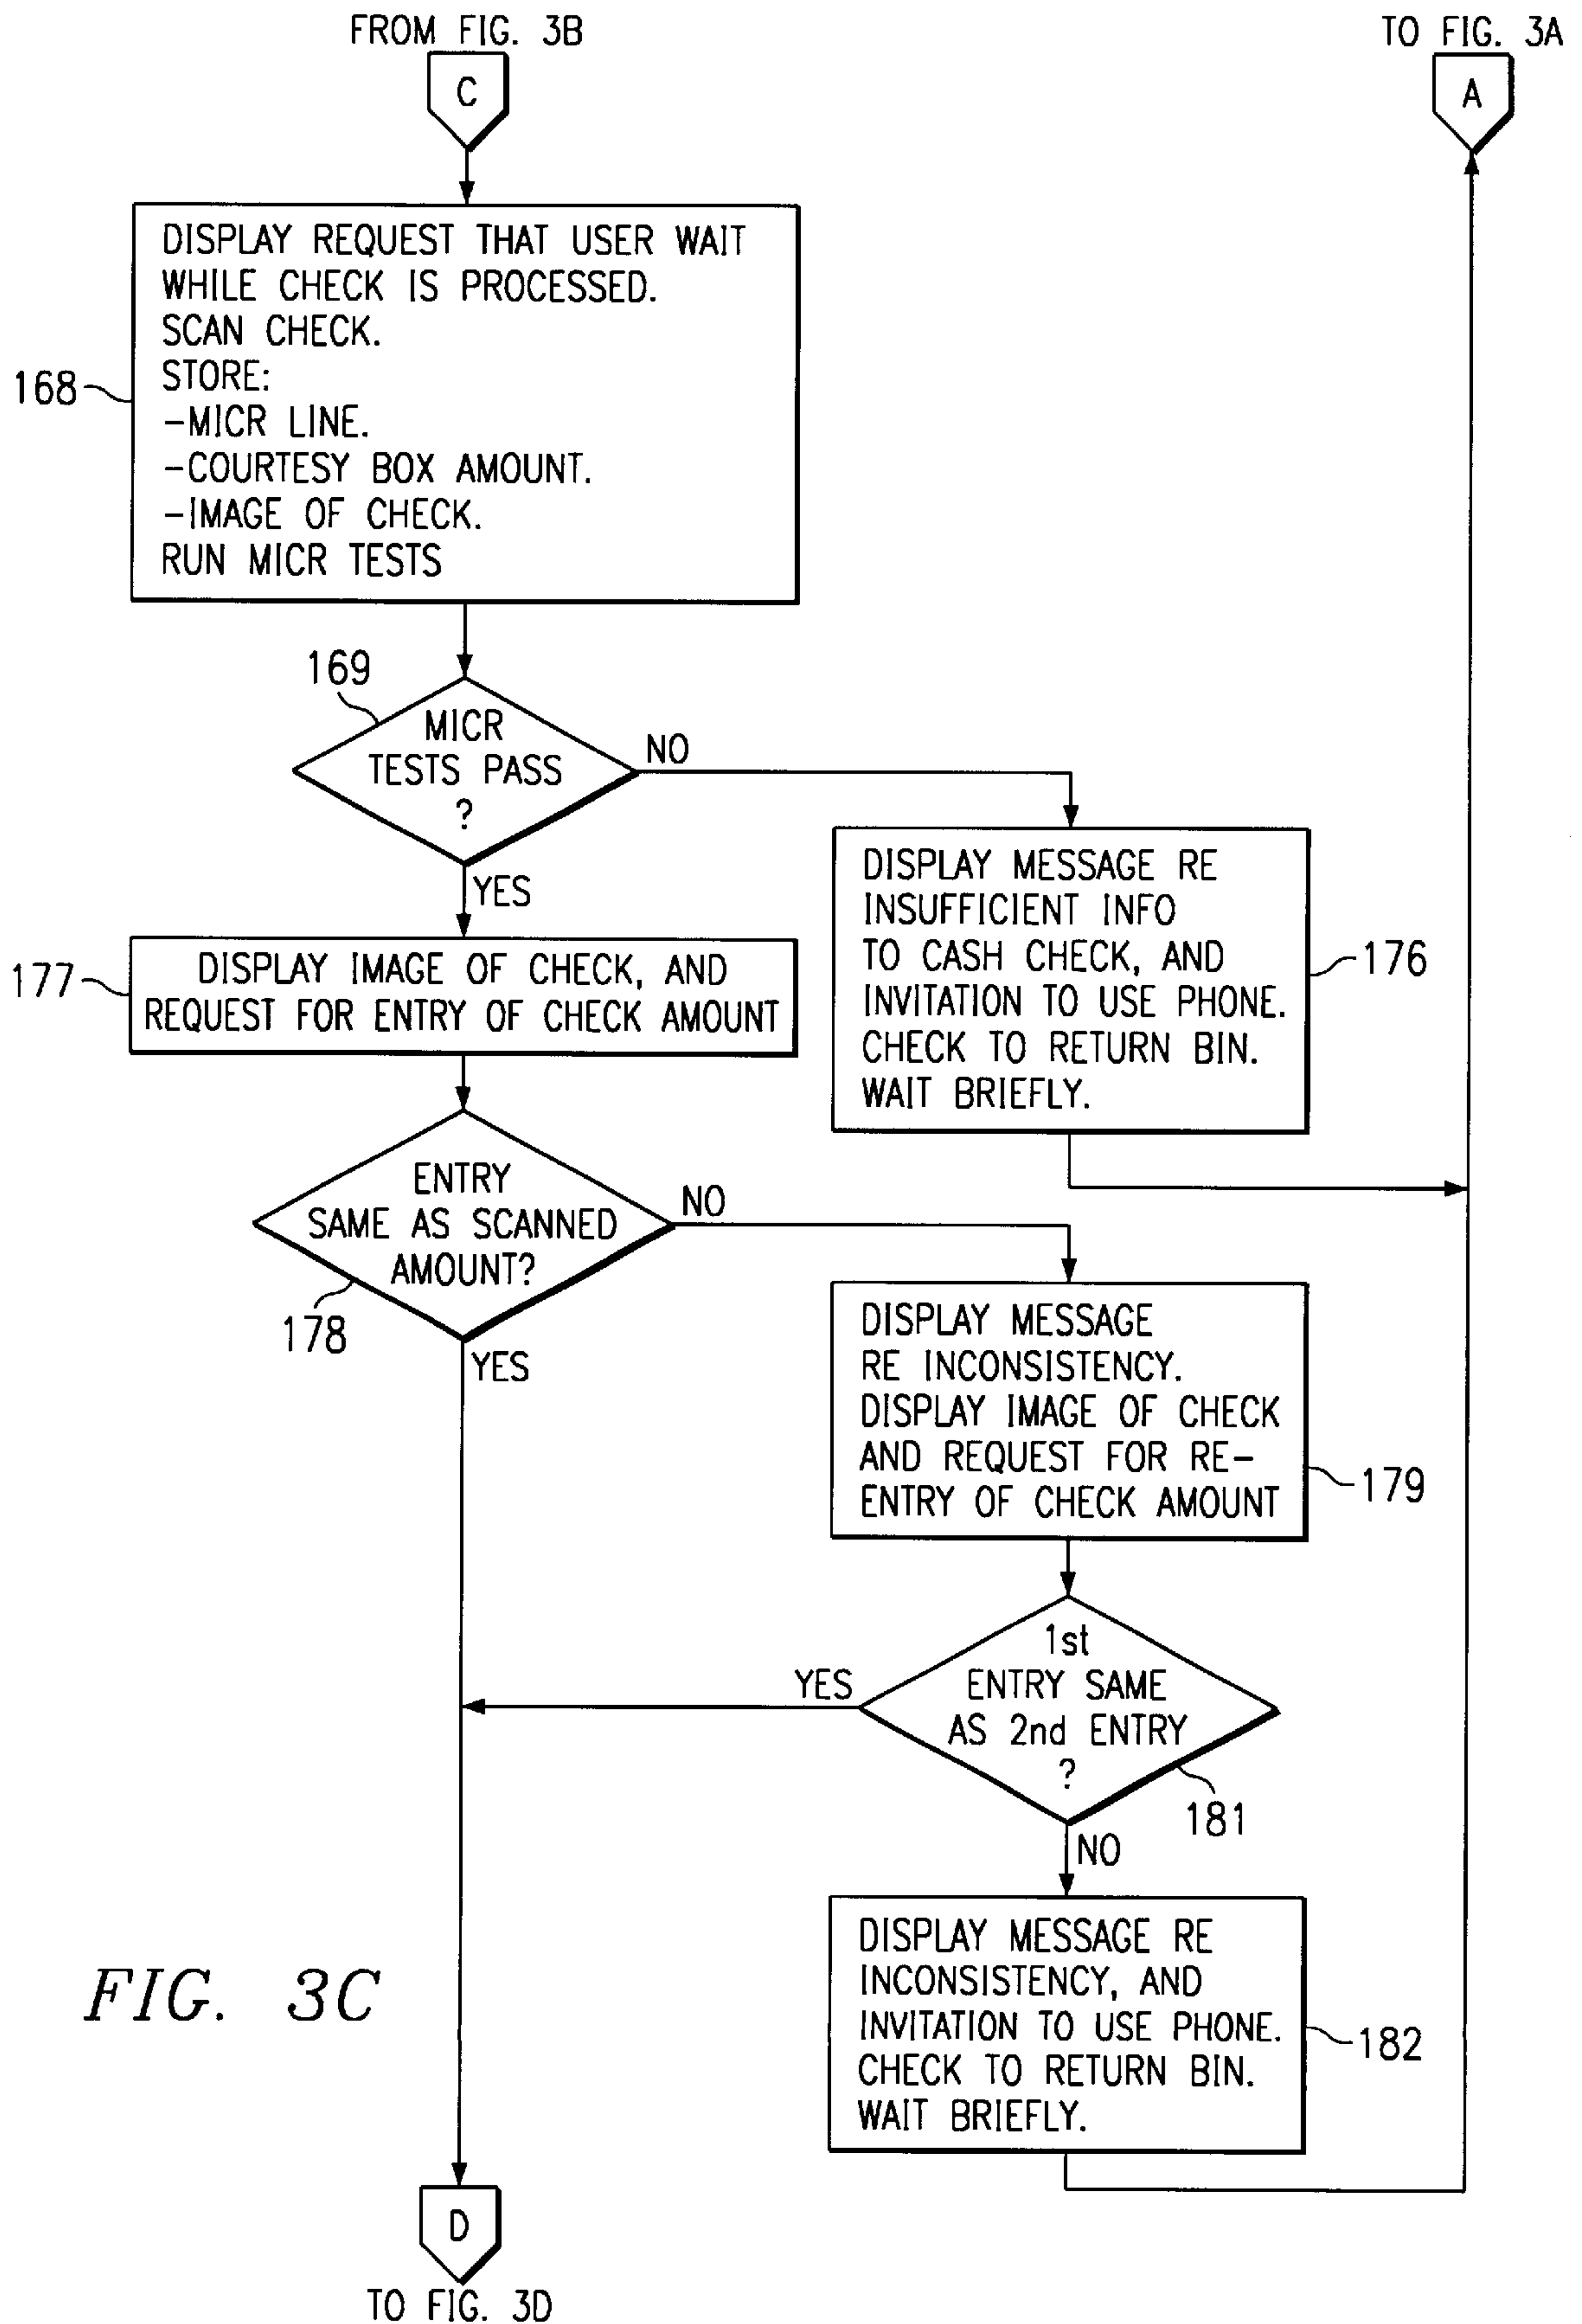 FROM FIG. 3B
C
TO FIG. 3A
A
DISPLAY REQUEST THAT USER WAIT
WHILE CHECK IS PROCESSED.
SCAN CHECK.
STORE:
-MICR LINE.
-COURTESY BOX AMOUNT.
-IMAGE OF CHECK.
RUN MICR TESTS
168
169
MICR
TESTS PASS
?
NO
YES
DISPLAY MESSAGE RE
INSUFFICIENT INFO
TO CASH CHECK, AND
INVITATION TO USE PHONE.
CHECK TO RETURN BIN.
WAIT BRIEFLY.
176
177
DISPLAY IMAGE OF CHECK, AND
REQUEST FOR ENTRY OF CHECK AMOUNT
ENTRY
SAME AS SCANNED
AMOUNT?
NO
178
YES
DISPLAY MESSAGE
RE INCONSISTENCY.
DISPLAY IMAGE OF CHECK
AND REQUEST FOR RE-
ENTRY OF CHECK AMOUNT
179
1st
ENTRY SAME
AS 2nd ENTRY
?
YES
181
NO
DISPLAY MESSAGE RE
INCONSISTENCY, AND
INVITATION TO USE PHONE.
CHECK TO RETURN BIN.
WAIT BRIEFLY.
182
FIG. 3C
D
TO FIG. 3D